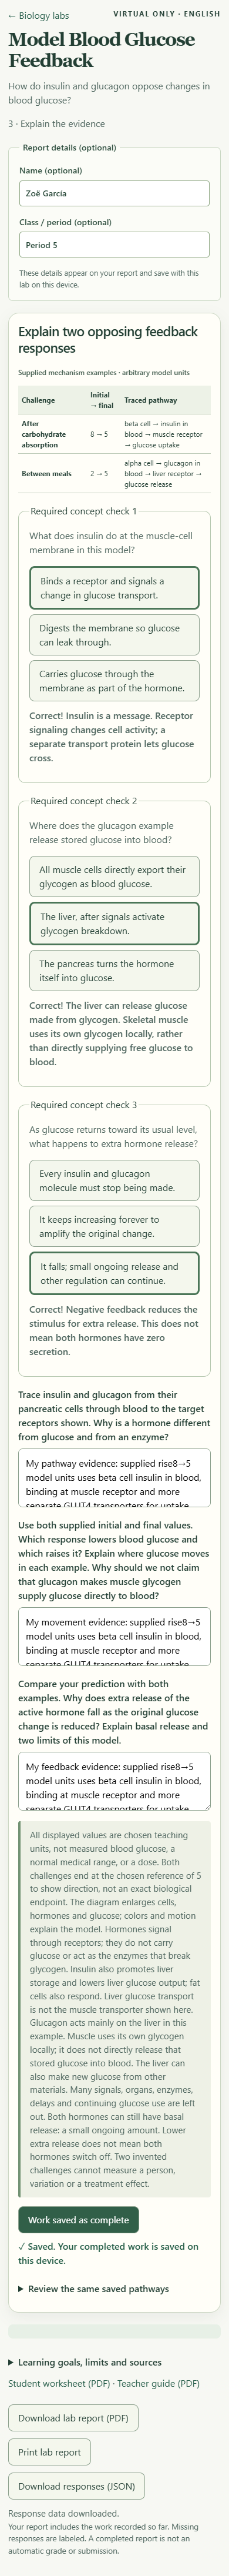 ← Biology labs
VIRTUAL ONLY · ENGLISH
Model Blood Glucose
Feedback
How do insulin and glucagon oppose changes in
blood glucose?
3 · Explain the evidence
Report details (optional)
Name (optional)
Zoë García
Class / period (optional)
Period 5
These details appear on your report and save with this
lab on this device.
Explain two opposing feedback
responses
Supplied mechanism examples · arbitrary model units
Challenge
Initial
→ final
Traced pathway
After
carbohydrate
absorption
8 → 5
beta cell → insulin in
blood → muscle receptor
→ glucose uptake
Between meals
2 → 5
alpha cell → glucagon in
blood → liver receptor →
glucose release
Required concept check 1
What does insulin do at the muscle-cell
membrane in this model?
Binds a receptor and signals a
change in glucose transport.
Digests the membrane so glucose
can leak through.
Carries glucose through the
membrane as part of the hormone.
Correct! Insulin is a message. Receptor
signaling changes cell activity; a
separate transport protein lets glucose
cross.
Required concept check 2
Where does the glucagon example
release stored glucose into blood?
All muscle cells directly export their
glycogen as blood glucose.
The liver, after signals activate
glycogen breakdown.
The pancreas turns the hormone
itself into glucose.
Correct! The liver can release glucose
made from glycogen. Skeletal muscle
uses its own glycogen locally, rather
than directly supplying free glucose to
blood.
Required concept check 3
As glucose returns toward its usual level,
what happens to extra hormone release?
Every insulin and glucagon
molecule must stop being made.
It keeps increasing forever to
amplify the original change.
It falls; small ongoing release and
other regulation can continue.
Correct! Negative feedback reduces the
stimulus for extra release. This does not
mean both hormones have zero
secretion.
Trace insulin and glucagon from their
pancreatic cells through blood to the target
receptors shown. Why is a hormone different
from glucose and from an enzyme?
My pathway evidence: supplied rise8→5
model units uses beta cell insulin in blood,
binding at muscle receptor and more
separate GLUT4 transporters for uptake
Use both supplied initial and final values.
Which response lowers blood glucose and
which raises it? Explain where glucose moves
in each example. Why should we not claim
that glucagon makes muscle glycogen
supply glucose directly to blood?
My movement evidence: supplied rise8→5
model units uses beta cell insulin in blood,
binding at muscle receptor and more
separate GLUT4 transporters for uptake
Compare your prediction with both
examples. Why does extra release of the
active hormone fall as the original glucose
change is reduced? Explain basal release and
two limits of this model.
My feedback evidence: supplied rise8→5
model units uses beta cell insulin in blood,
binding at muscle receptor and more
separate GLUT4 transporters for uptake
All displayed values are chosen teaching
units, not measured blood glucose, a
normal medical range, or a dose. Both
challenges end at the chosen reference of 5
to show direction, not an exact biological
endpoint. The diagram enlarges cells,
hormones and glucose; colors and motion
explain the model. Hormones signal
through receptors; they do not carry
glucose or act as the enzymes that break
glycogen. Insulin also promotes liver
storage and lowers liver glucose output; fat
cells also respond. Liver glucose transport
is not the muscle transporter shown here.
Glucagon acts mainly on the liver in this
example. Muscle uses its own glycogen
locally; it does not directly release that
stored glucose into blood. The liver can
also make new glucose from other
materials. Many signals, organs, enzymes,
delays and continuing glucose use are left
out. Both hormones can still have basal
release: a small ongoing amount. Lower
extra release does not mean both
hormones switch off. Two invented
challenges cannot measure a person,
variation or a treatment effect.
Work saved as complete
✓ Saved. Your completed work is saved on
this device.
▶ Review the same saved pathways
▶ Learning goals, limits and sources
Student worksheet (PDF) · Teacher guide (PDF)
Download lab report (PDF)
Print lab report
Download responses (JSON)
Response data downloaded.
Your report includes the work recorded so far. Missing
responses are labeled. A completed report is not an
automatic grade or submission.